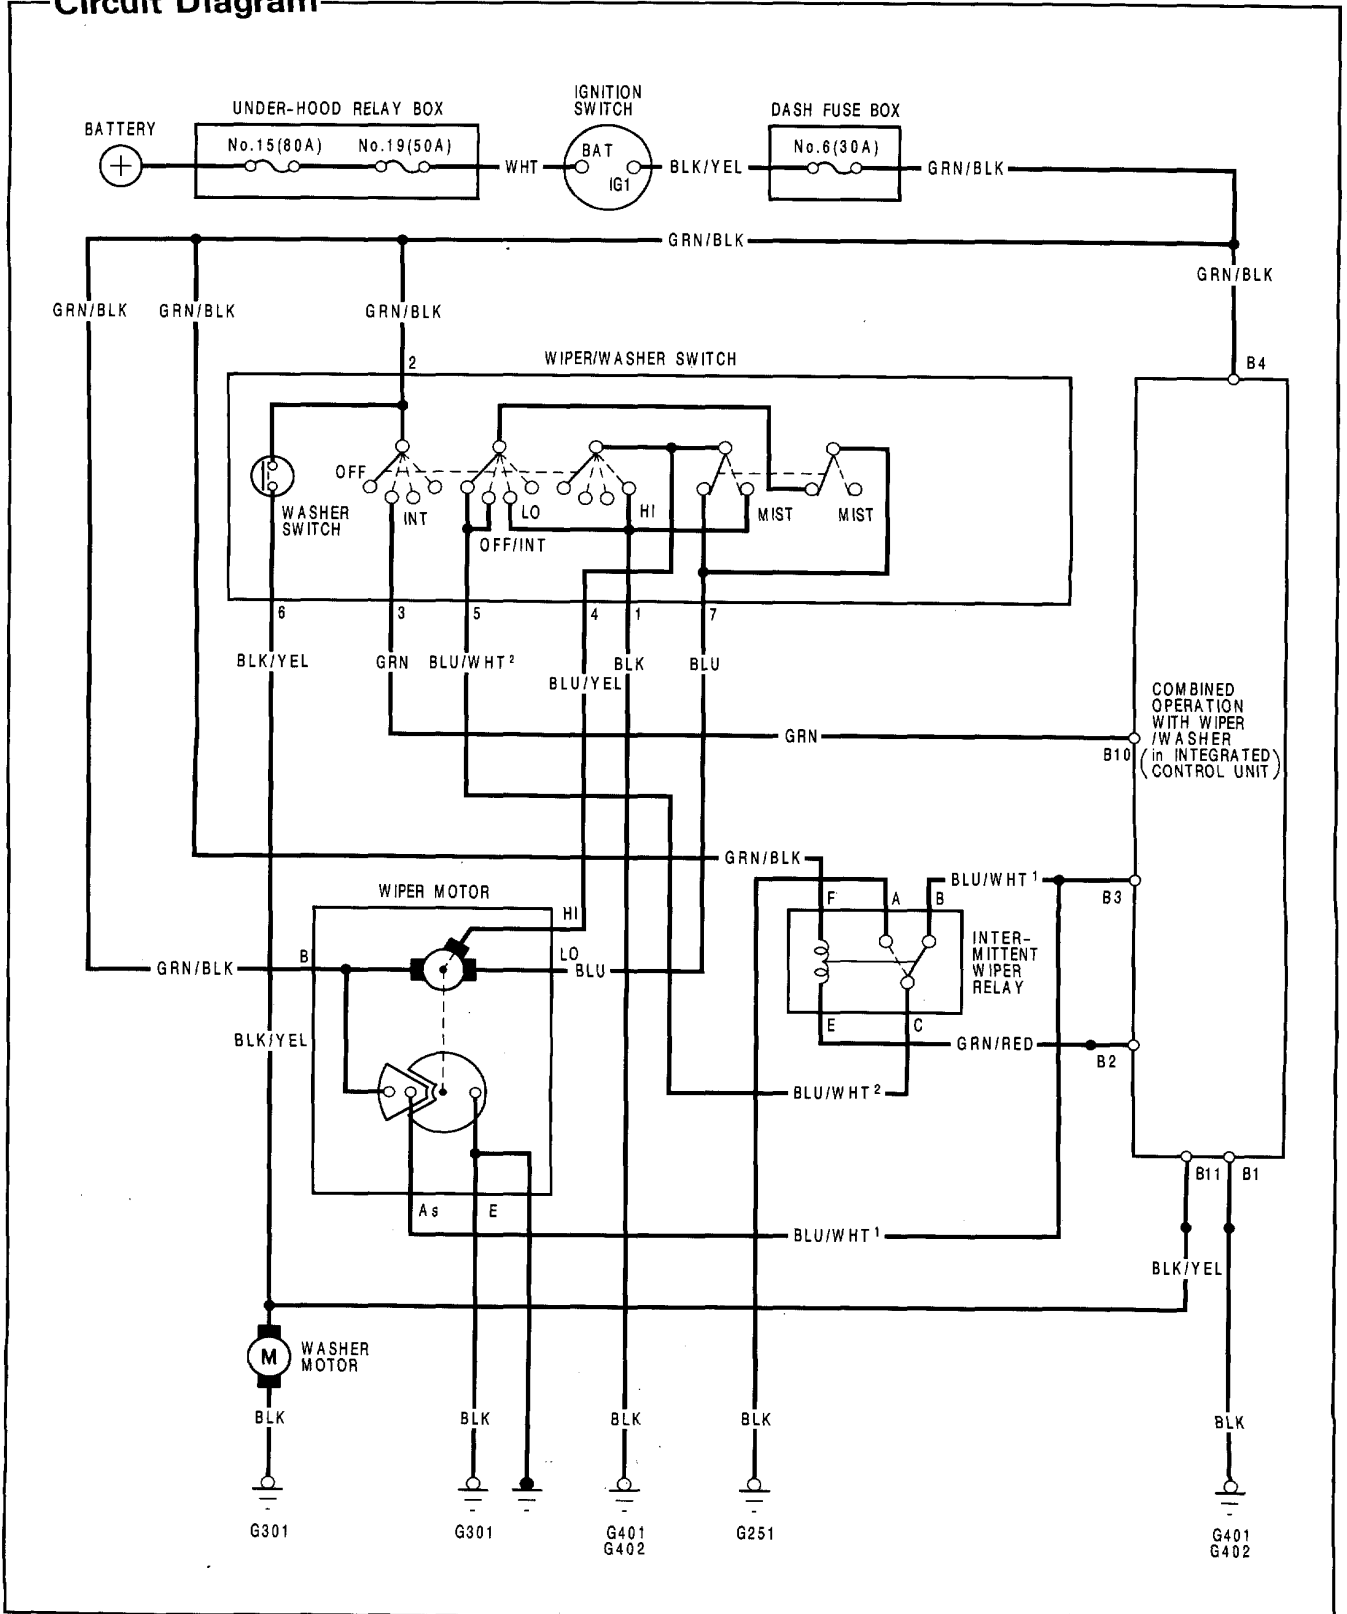 Circuit Diagram
IGNITION
SWITCH
UNDER-HOOD RELAY BOX
DASH FUSE BOX
BATTERY
No.15(80A)
No.19(50A)
BAT
No.6(30A)
WHT
BLK/YEL
GRN/BLK
IG1
GRN/BLK
GRN/BLK
GRN/BLK
GRN/BLK
GRN/BLK
2
WIPER/WASHER SWITCH
B4
OFF
WASHER
SWITCH
INT
LO
HI
MIST
MIST
OFF/INT
6
3
5
4
1
7
BLK/YEL
GRN
BLU/WHT2
BLK
BLU
BLU/YEL
COMBINED
OPERATION
WITH WIPER
/WASHER
(in INTEGRATED)
CONTROL UNIT
GRN
B10
GRN/BLK
BLU/WHT1
WIPER MOTOR
F
A
B
B3
HI
INTER-
MITTENT
WIPER
RELAY
B
LO
GRN/BLK
BLU
E
C
BLK/YEL
GRN/RED
B2
BLU/WHT2
B11
B1
As
E
BLU/WHT1
BLK/YEL
M
WASHER
MOTOR
BLK
BLK
BLK
BLK
BLK
G301
G301
G401
G402
G251
G401
G402